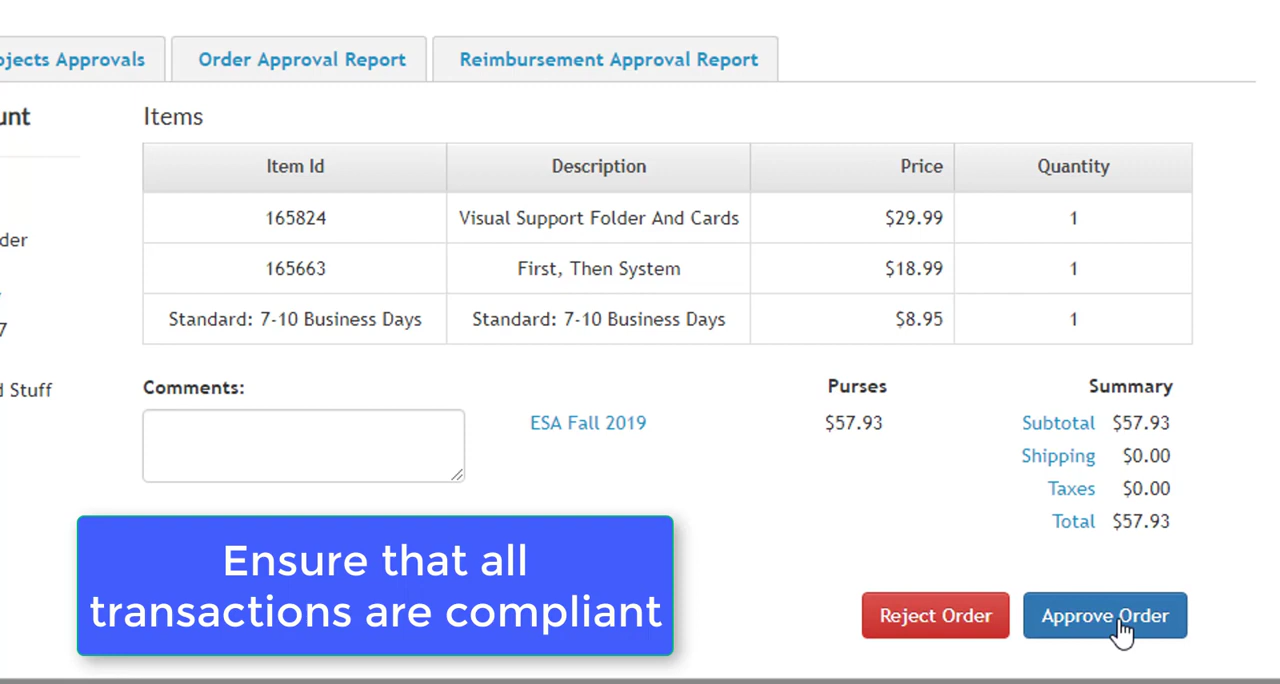 ojects Approvals Order Approval Report Reimbursement Approval Report
unt
Items
Item Id Description Price Quantity
165824 Visual Support Folder And Cards $29.99 1
der
165663 First, Then System $18.99 1
Standard: 7-10 Business Days Standard: 7-10 Business Days $8.95 1
7
d Stuff
Comments: Purses Summary
ESA Fall 2019 $57.93 Subtotal $57.93
Shipping $0.00
Taxes $0.00
Total $57.93
Ensure that all
transactions are compliant
Reject Order Approve Order